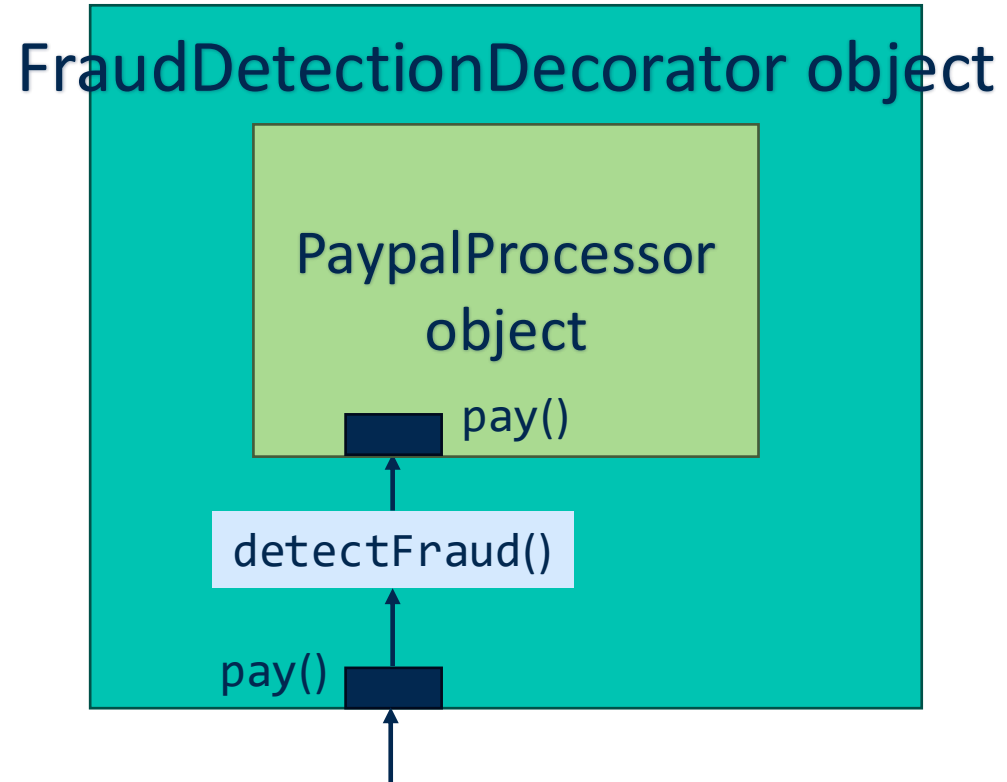 FraudDetectionDecorator object
PaypalProcessor
object
pay()
detectFraud()
pay()